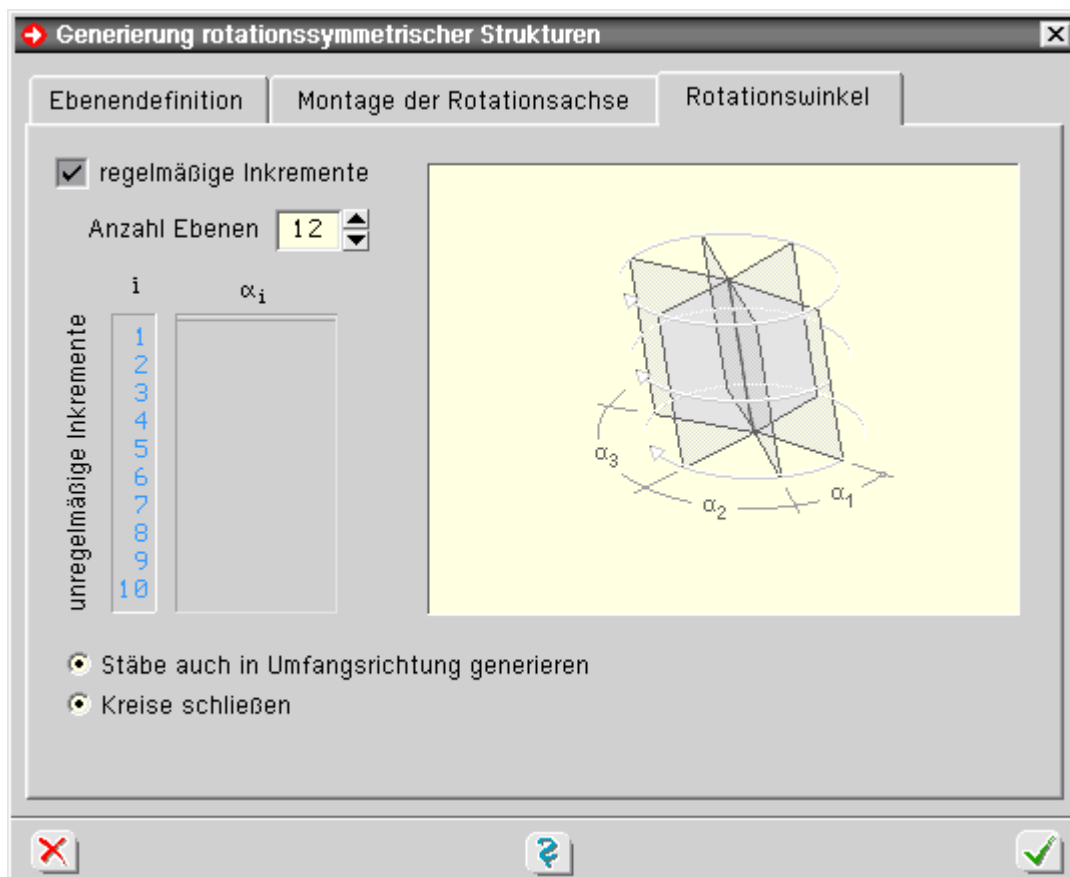 Generierung rotationssymmetrischer Strukturen
Ebenendefinition
Montage der Rotationsachse
Rotationswinkel
regelmäßige Inkremente
Anzahl Ebenen 12
i
αi
unregelmäßige Inkremente
1
2
3
4
5
6
7
8
9
10
α3
α2
α1
Stäbe auch in Umfangsrichtung generieren
Kreise schließen